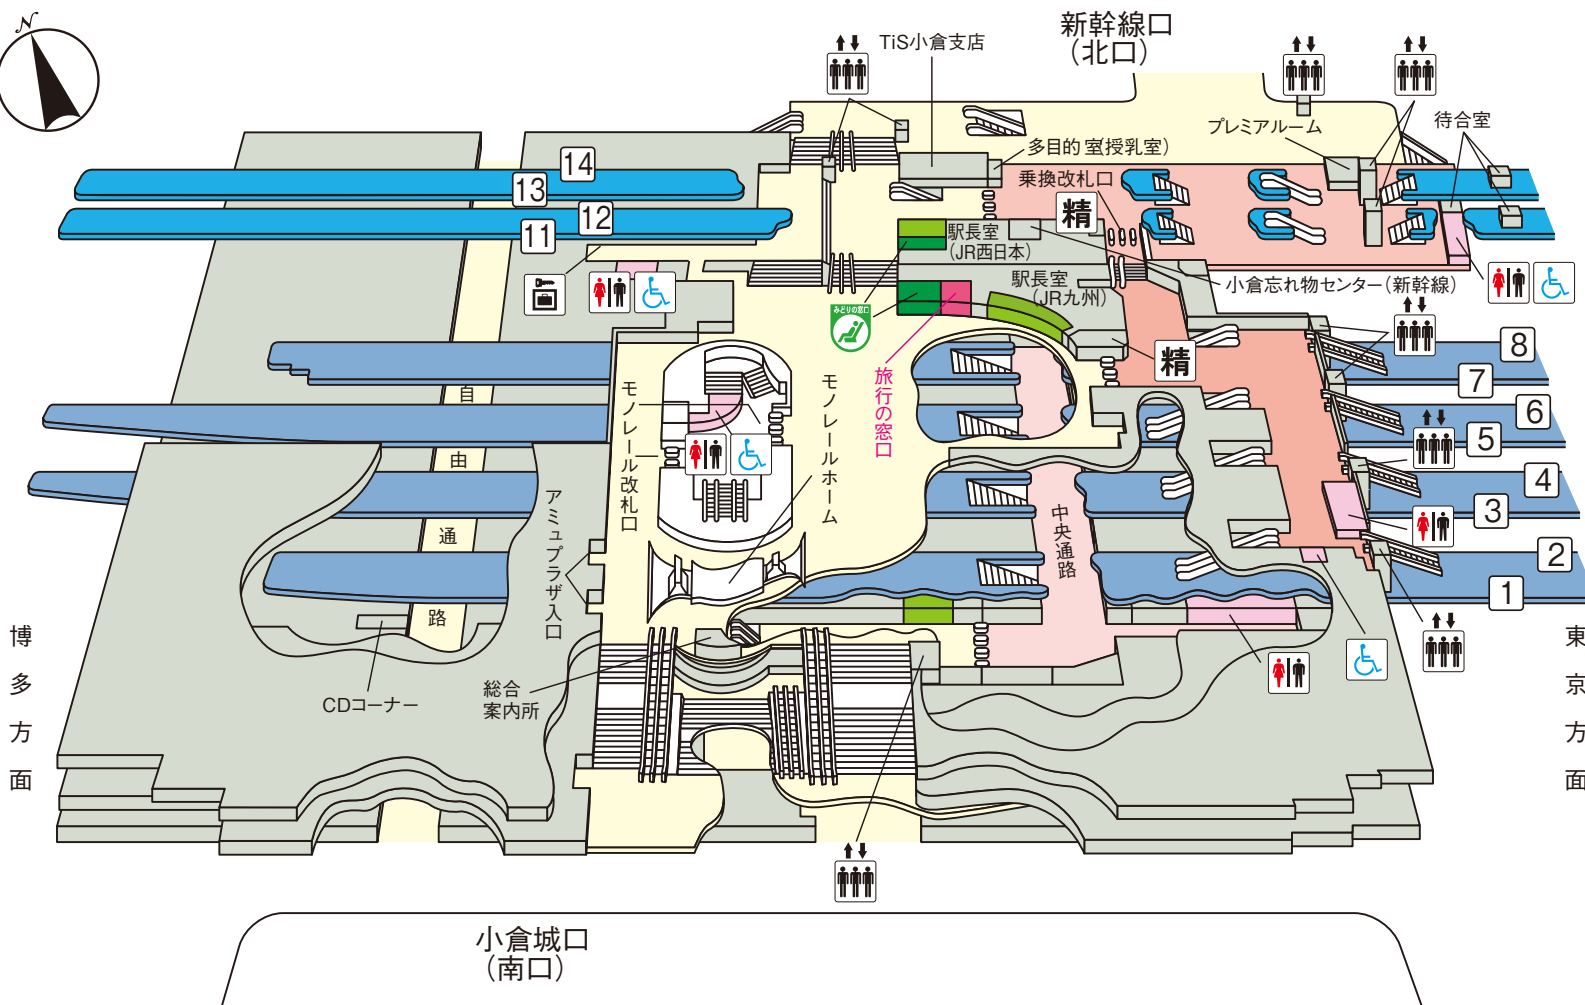 N
新幹線口
（北口）
TiS小倉支店
プレミアルーム
待合室
多目的室(授乳室)
乗換改札口
精
14
13
12
11
駅長室
（JR西日本）
駅長室
（JR九州）
小倉忘れ物センター（新幹線）
みどりの窓口
旅行の窓口
精
8
7
6
5
4
3
2
1
モノレール改札口
モノレールホーム
中央通路
自由通路
アミュプラザ入口
CDコーナー
総合
案内所
博多方面
東京方面
小倉城口
（南口）